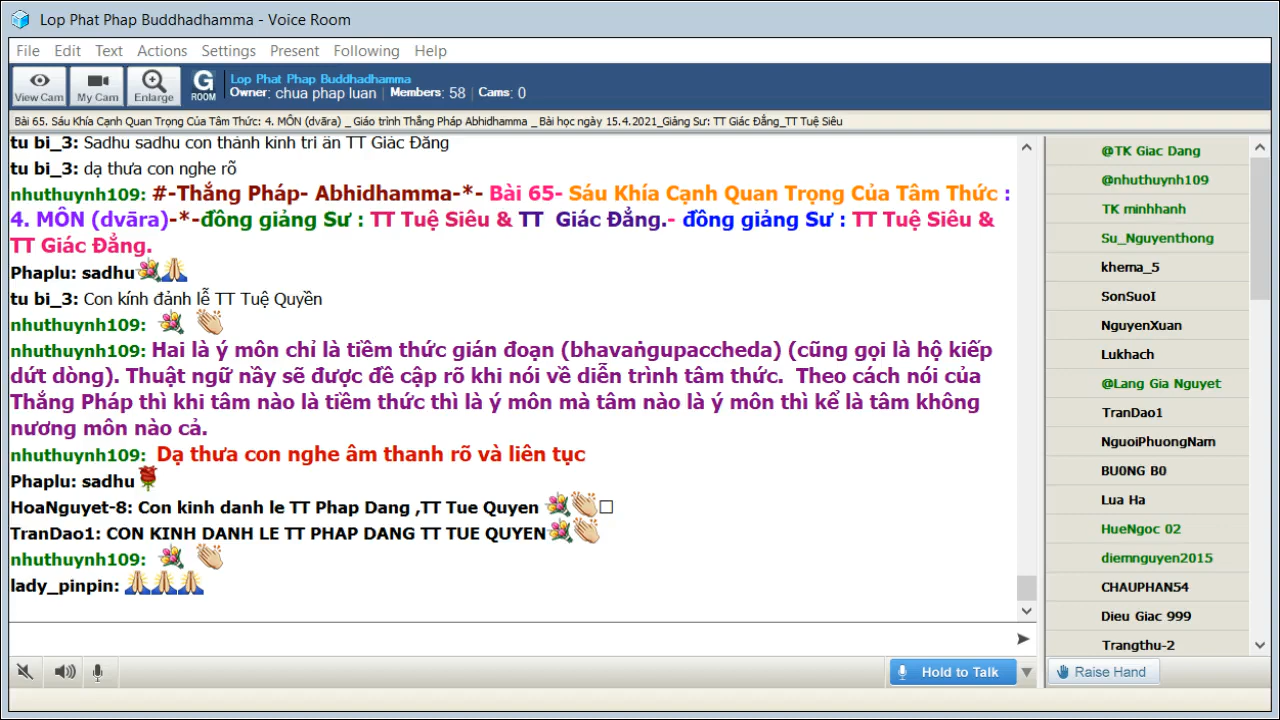 Lop Phat Phap Buddhadhamma - Voice Room
File Edit Text Actions Settings Present Following Help
View Cam
My Cam
Enlarge
G ROOM
Lop Phat Phap Buddhadhamma
Owner: chua phap luan | Members: 58 | Cams: 0
Bài 65. Sáu Khía Cạnh Quan Trọng Của Tâm Thức: 4. MÔN (dvāra) _ Giáo trình Thắng Pháp Abhidhamma _ Bài học ngày 15.4.2021_Giảng Sư: TT Giác Đẳng_TT Tuệ Siêu
tu bi_3: Sadhu sadhu con thành kính tri ân TT Giác Đẳng
tu bi_3: dạ thưa con nghe rõ
nhuthuynh109: #-Thắng Pháp- Abhidhamma-*- Bài 65- Sáu Khía Cạnh Quan Trọng Của Tâm Thức :
4. MÔN (dvāra)-*-đồng giảng Sư : TT Tuệ Siêu & TT Giác Đẳng.- đồng giảng Sư : TT Tuệ Siêu &
TT Giác Đẳng.
Phaplu: sadhu
tu bi_3: Con kính đảnh lễ TT Tuệ Quyền
nhuthuynh109:
nhuthuynh109: Hai là ý môn chỉ là tiềm thức gián đoạn (bhavaṅgupaccheda) (cũng gọi là hộ kiếp
dứt dòng). Thuật ngữ nầy sẽ được đề cập rõ khi nói về diễn trình tâm thức. Theo cách nói của
Thắng Pháp thì khi tâm nào là tiềm thức thì là ý môn mà tâm nào là ý môn thì kể là tâm không
nương môn nào cả.
nhuthuynh109: Dạ thưa con nghe âm thanh rõ và liên tục
Phaplu: sadhu
HoaNguyet-8: Con kinh danh le TT Phap Dang ,TT Tue Quyen
TranDao1: CON KINH DANH LE TT PHAP DANG TT TUE QUYEN
nhuthuynh109:
lady_pinpin:
Hold to Talk
@TK Giac Dang
@nhuthuynh109
TK minhhanh
Su_Nguyenthong
khema_5
SonSuoI
NguyenXuan
Lukhach
@Lang Gia Nguyet
TranDao1
NguoiPhuongNam
BU0NG B0
Lua Ha
HueNgoc 02
diemnguyen2015
CHAUPHAN54
Dieu Giac 999
Trangthu-2
Raise Hand